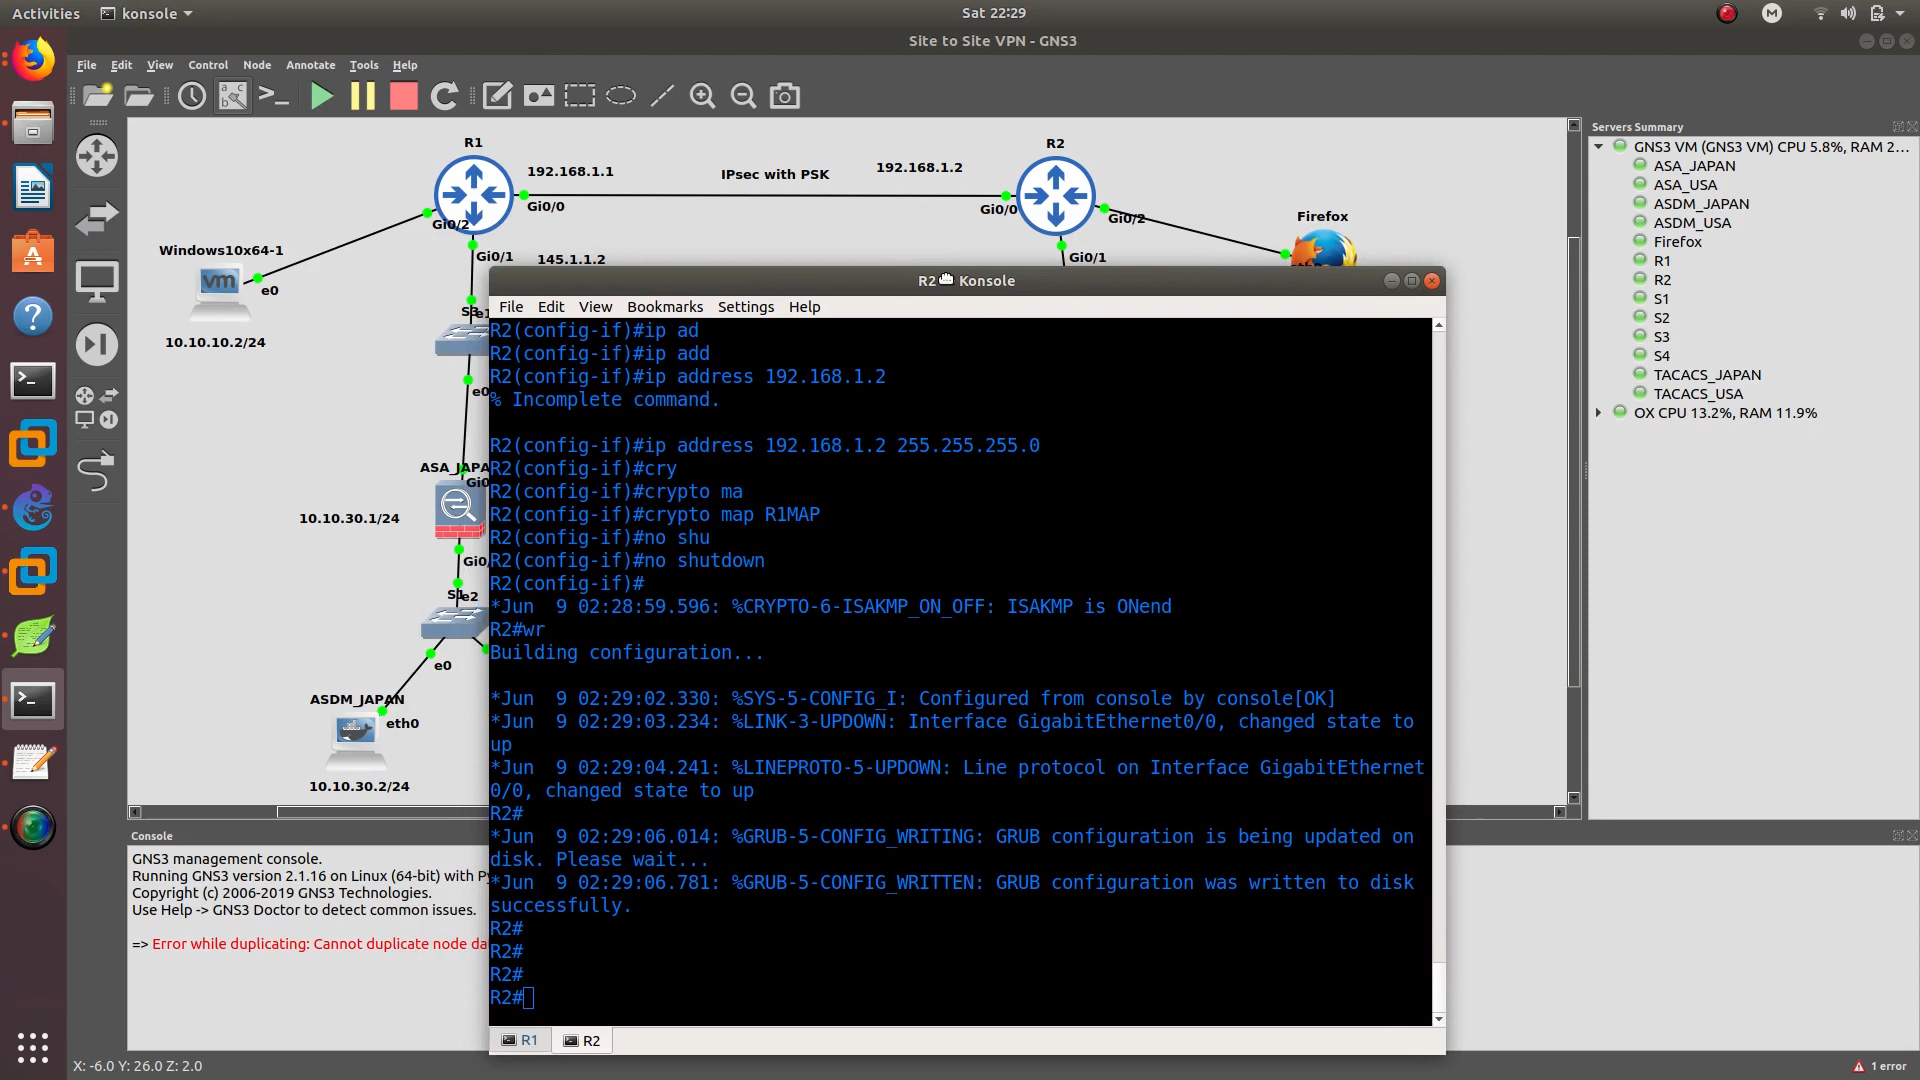 Activities
konsole
Sat 22:29
M
Site to Site VPN - GNS3
File Edit View Control Node Annotate Tools Help
R1
192.168.1.1
IPsec with PSK
192.168.1.2
R2
Gi0/0
Gi0/0
Gi0/2
Gi0/2
Firefox
Windows10x64-1
vm
e0
10.10.10.2/24
Gi0/1
145.1.1.2
Gi0/1
S3
e1
e0
ASA_JAPA
Gi0
10.10.30.1/24
Gi0/
S1
e2
e0
ASDM_JAPAN
eth0
10.10.30.2/24
R2 Konsole
File Edit View Bookmarks Settings Help
R2(config-if)#ip ad
R2(config-if)#ip add
R2(config-if)#ip address 192.168.1.2
% Incomplete command.
R2(config-if)#ip address 192.168.1.2 255.255.255.0
R2(config-if)#cry
R2(config-if)#crypto ma
R2(config-if)#crypto map R1MAP
R2(config-if)#no shu
R2(config-if)#no shutdown
R2(config-if)#
*Jun  9 02:28:59.596: %CRYPTO-6-ISAKMP_ON_OFF: ISAKMP is ONend
R2#wr
Building configuration...
*Jun  9 02:29:02.330: %SYS-5-CONFIG_I: Configured from console by console[OK]
*Jun  9 02:29:03.234: %LINK-3-UPDOWN: Interface GigabitEthernet0/0, changed state to
up
*Jun  9 02:29:04.241: %LINEPROTO-5-UPDOWN: Line protocol on Interface GigabitEthernet
0/0, changed state to up
R2#
*Jun  9 02:29:06.014: %GRUB-5-CONFIG_WRITING: GRUB configuration is being updated on
disk. Please wait...
*Jun  9 02:29:06.781: %GRUB-5-CONFIG_WRITTEN: GRUB configuration was written to disk
successfully.
R2#
R2#
R2#
R2#
R1
R2
Servers Summary
GNS3 VM (GNS3 VM) CPU 5.8%, RAM 2...
ASA_JAPAN
ASA_USA
ASDM_JAPAN
ASDM_USA
Firefox
R1
R2
S1
S2
S3
S4
TACACS_JAPAN
TACACS_USA
OX CPU 13.2%, RAM 11.9%
Console
GNS3 management console.
Running GNS3 version 2.1.16 on Linux (64-bit) with Py
Copyright (c) 2006-2019 GNS3 Technologies.
Use Help -> GNS3 Doctor to detect common issues.
=> Error while duplicating: Cannot duplicate node da
X: -6.0 Y: 26.0 Z: 2.0
1 error